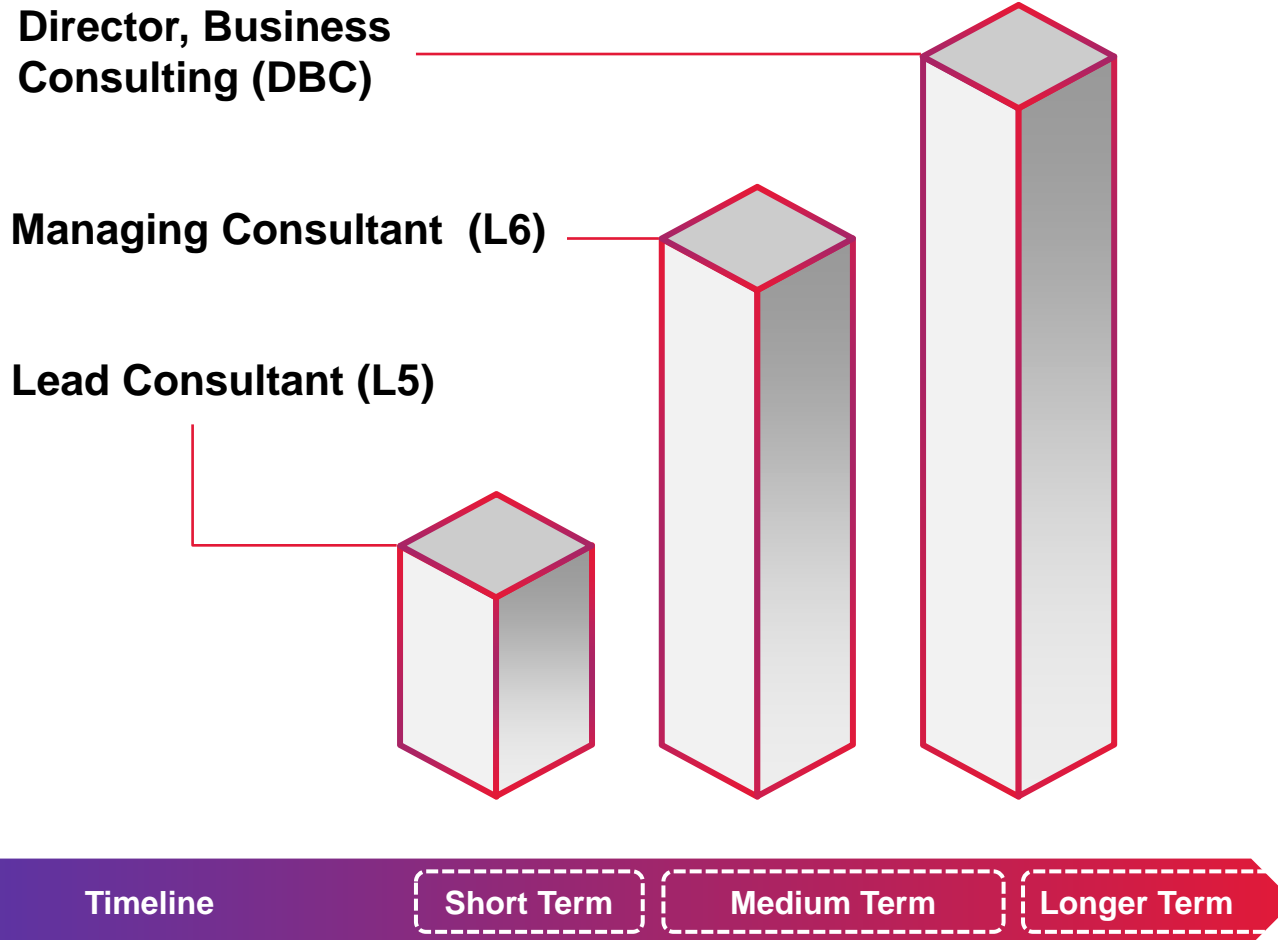 Director, Business
Consulting (DBC)
Managing Consultant  (L6)
Lead Consultant (L5)
Timeline
Short Term
Medium Term
Longer Term